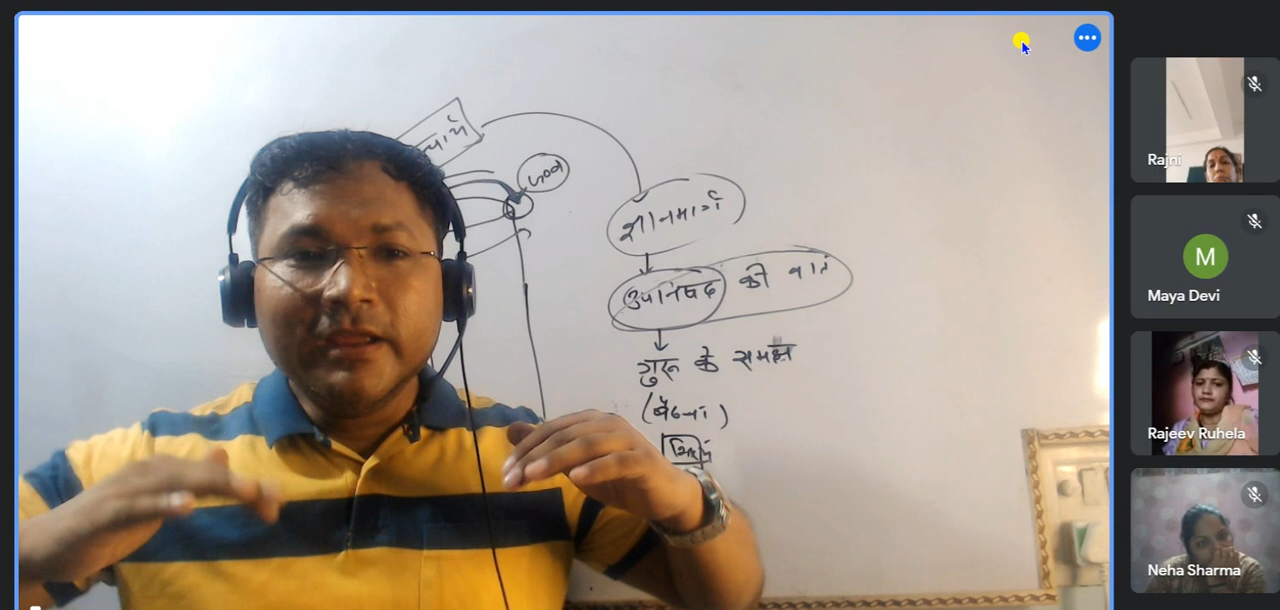 ज्ञानमार्ग
उपनिषद की बात
गुरू के समक्ष
(बैठना)
Rajni
M
Maya Devi
Rajeev Ruhela
Neha Sharma